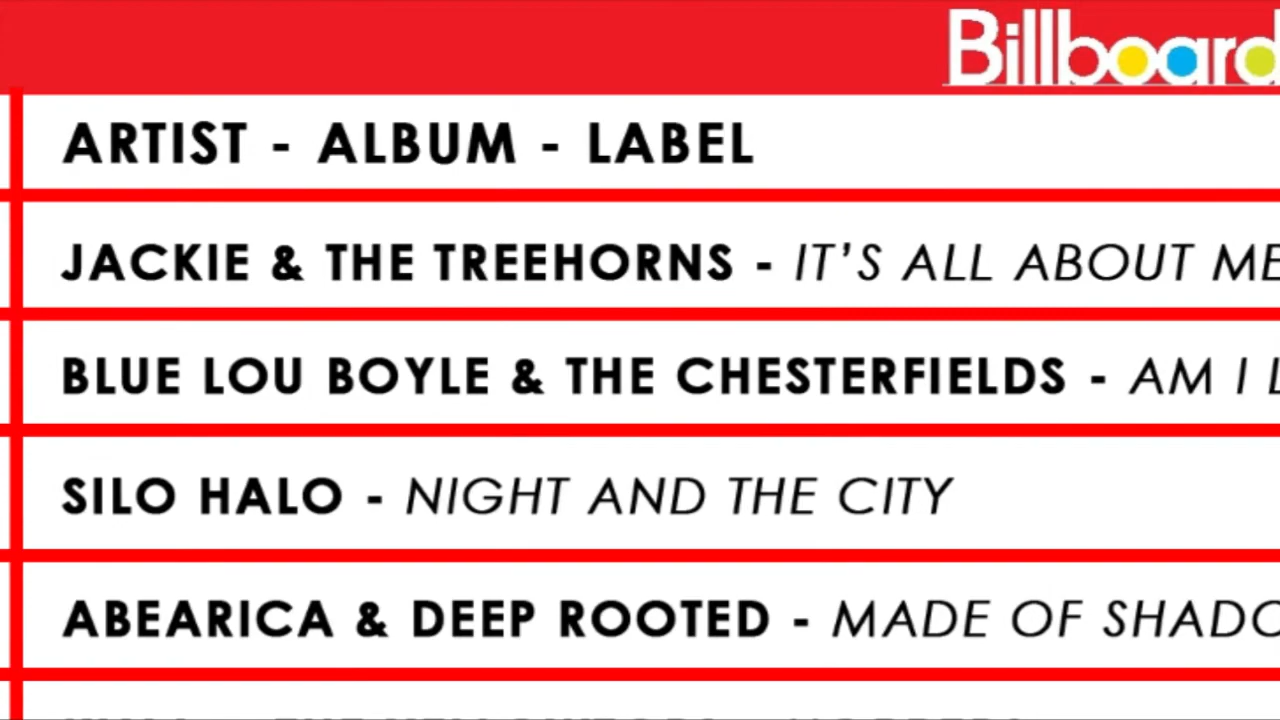 Billboard
ARTIST - ALBUM - LABEL
JACKIE & THE TREEHORNS - IT'S ALL ABOUT ME
BLUE LOU BOYLE & THE CHESTERFIELDS - AM I
SILO HALO - NIGHT AND THE CITY
ABEARICA & DEEP ROOTED - MADE OF SHADO